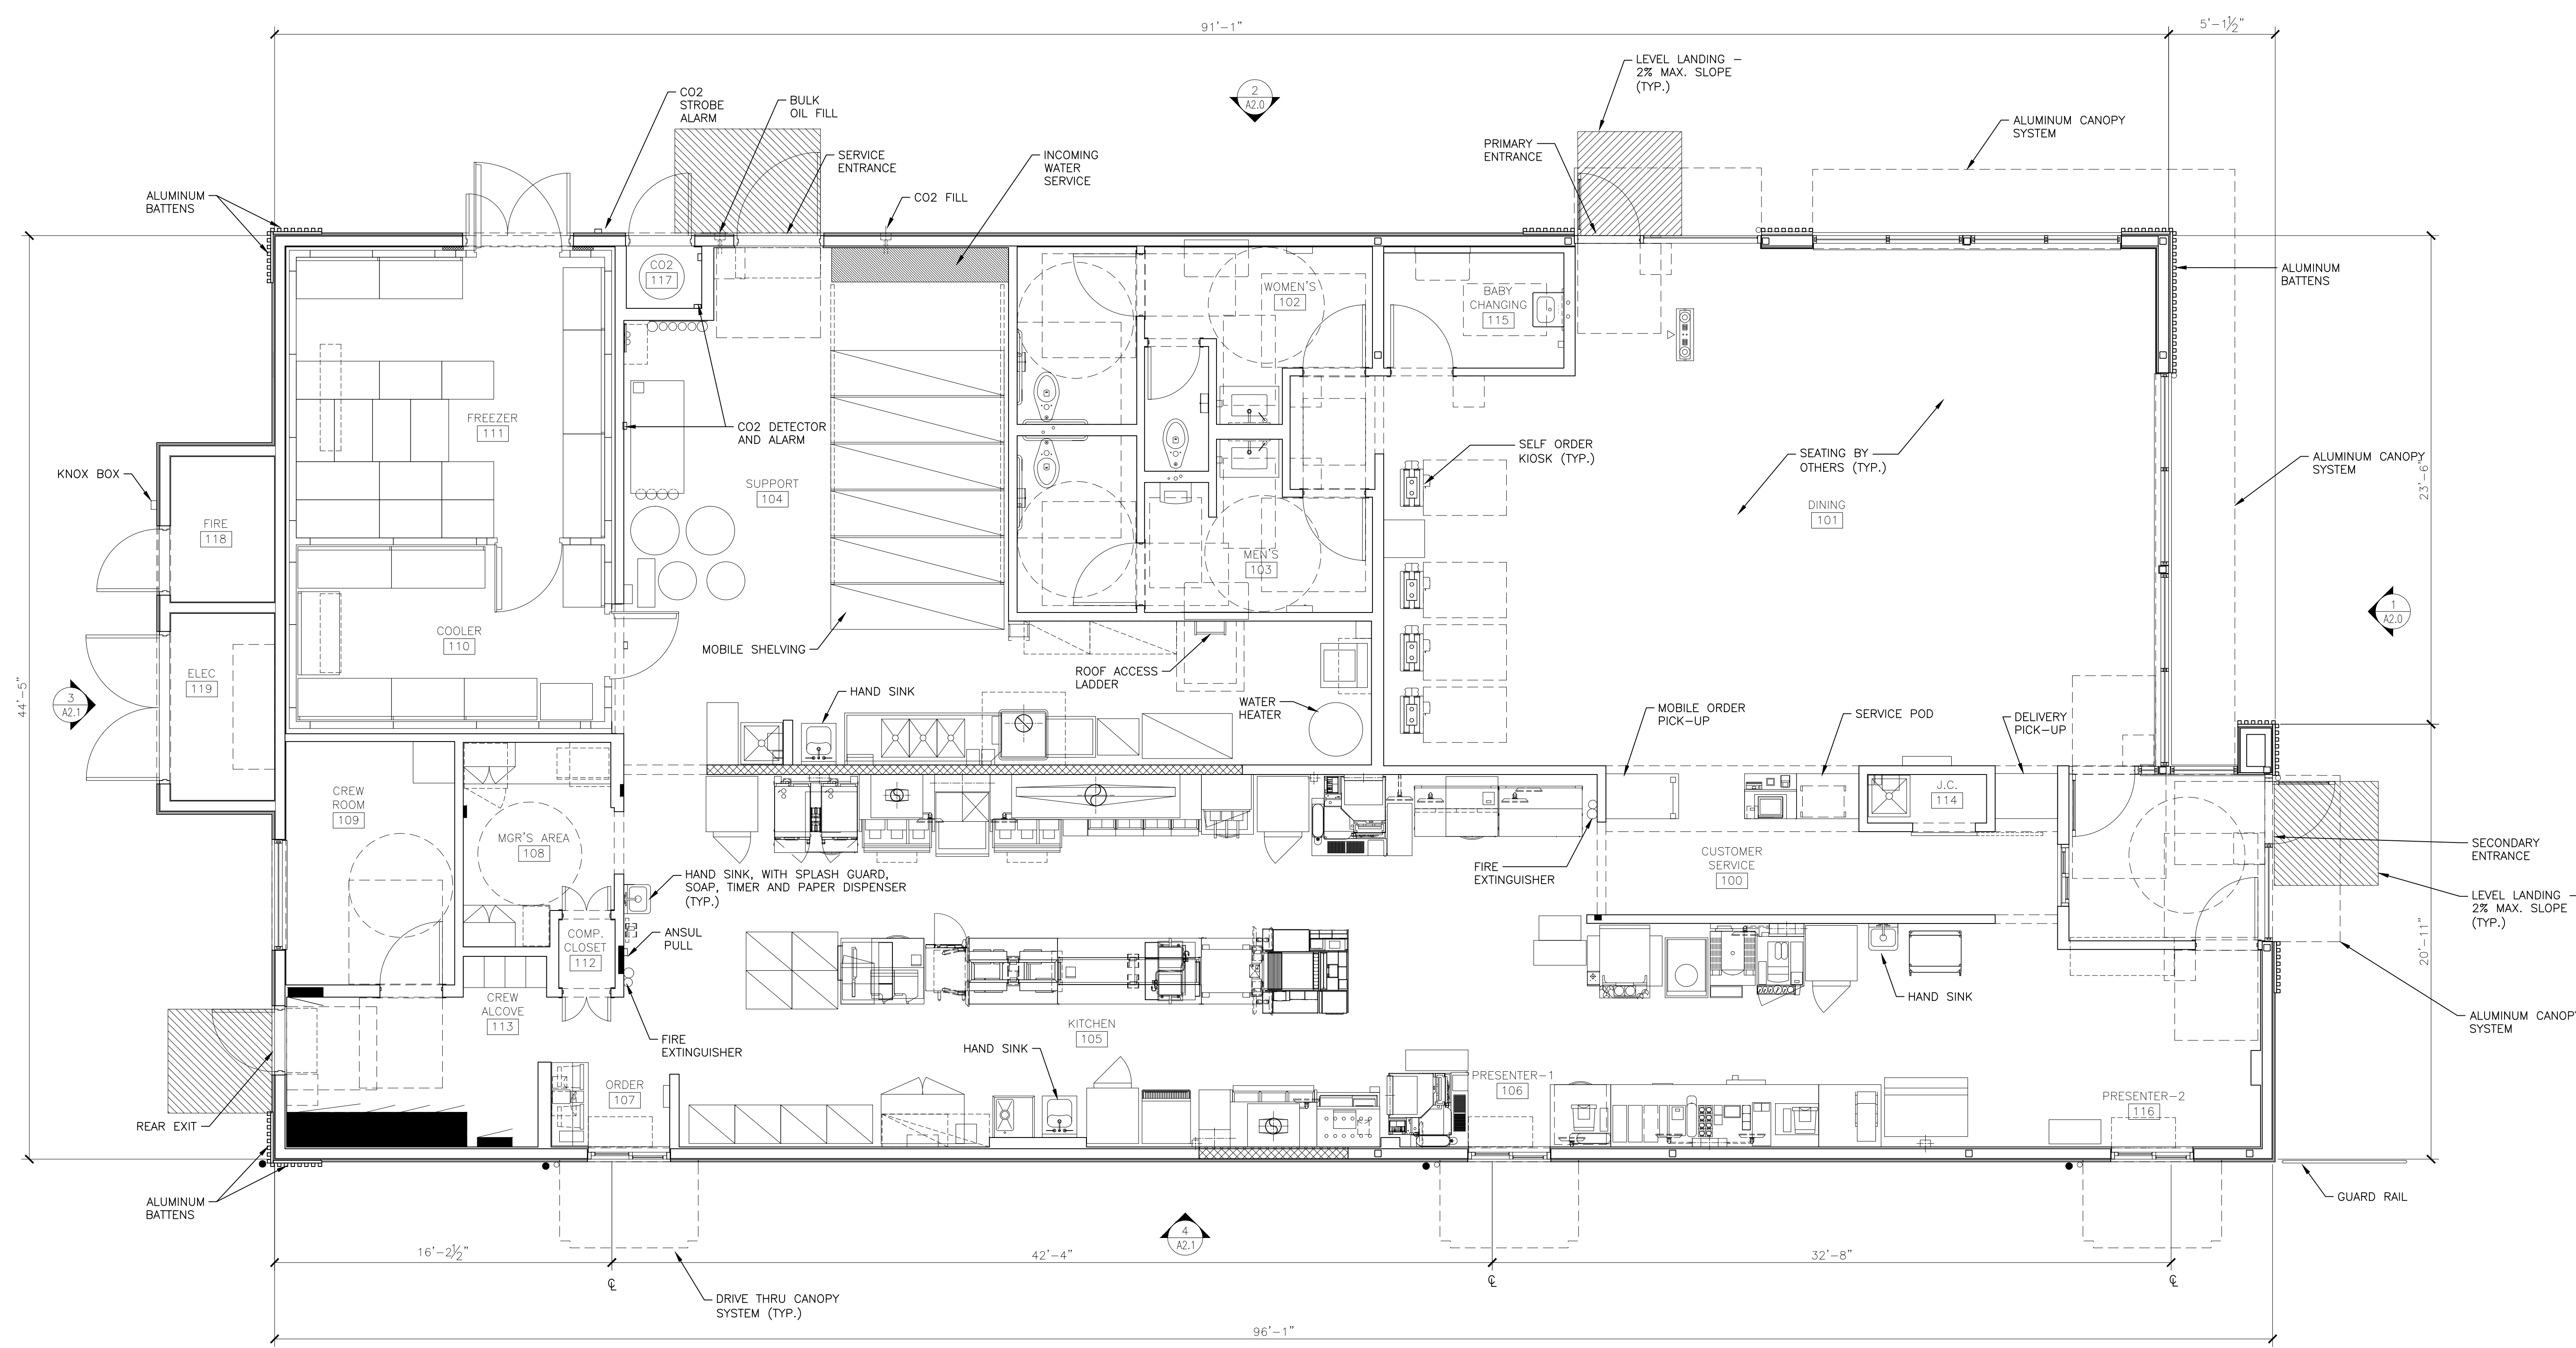 91'-1"
5'-1½"
LEVEL LANDING -
2% MAX. SLOPE
(TYP.)
CO2
STROBE
ALARM
BULK
OIL FILL
2
A2.0
ALUMINUM CANOPY
SYSTEM
SERVICE
ENTRANCE
INCOMING
WATER
SERVICE
PRIMARY
ENTRANCE
ALUMINUM
BATTENS
CO2 FILL
ALUMINUM
BATTENS
CO2
117
WOMEN'S
102
BABY
CHANGING
115
FREEZER
111
CO2 DETECTOR
AND ALARM
SELF ORDER
KIOSK (TYP.)
SEATING BY
OTHERS (TYP.)
ALUMINUM CANOPY
SYSTEM
23'-6"
KNOX BOX
SUPPORT
104
DINING
101
FIRE
118
MEN'S
103
1
A2.0
COOLER
110
MOBILE SHELVING
ROOF ACCESS
LADDER
ELEC
119
44'-5"
3
A2.1
HAND SINK
WATER
HEATER
MOBILE ORDER
PICK-UP
SERVICE POD
DELIVERY
PICK-UP
CREW
ROOM
109
J.C.
114
MGR'S AREA
108
CUSTOMER
SERVICE
100
SECONDARY
ENTRANCE
FIRE
EXTINGUISHER
HAND SINK, WITH SPLASH GUARD,
SOAP, TIMER AND PAPER DISPENSER
(TYP.)
LEVEL LANDING -
2% MAX. SLOPE
(TYP.)
COMP.
CLOSET
112
ANSUL
PULL
20'-11"
CREW
ALCOVE
113
HAND SINK
ALUMINUM CANOPY
SYSTEM
KITCHEN
105
FIRE
EXTINGUISHER
HAND SINK
ORDER
107
PRESENTER-1
106
PRESENTER-2
116
REAR EXIT
ALUMINUM
BATTENS
GUARD RAIL
4
A2.1
16'-2½"
42'-4"
32'-8"
℄
℄
℄
DRIVE THRU CANOPY
SYSTEM (TYP.)
96'-1"